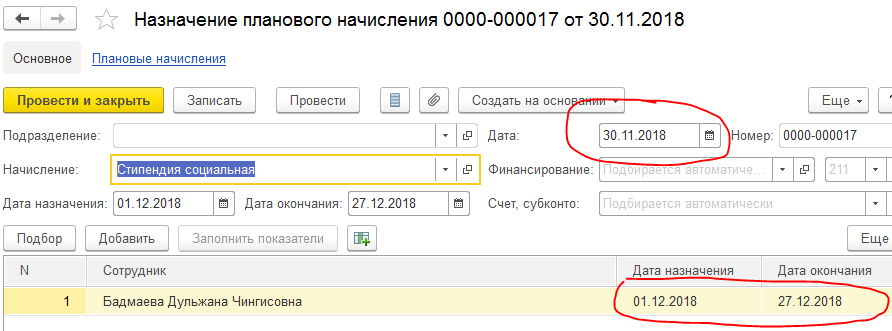 Назначение планового начисления 0000-000017 от 30.11.2018
Основное Плановые начисления
Провести и закрыть Записать Провести Создать на основании Еще
Подразделение: Дата: 30.11.2018 Номер: 0000-000017
Начисление: Стипендия социальная Финансирование: Подбирается автоматиче... 211
Дата назначения: 01.12.2018 Дата окончания: 27.12.2018 Счет, субконто: Подбирается автоматически
Подбор Добавить Заполнить показатели Еще
N Сотрудник Дата назначения Дата окончания
1 Бадмаева Дульжана Чингисовна 01.12.2018 27.12.2018